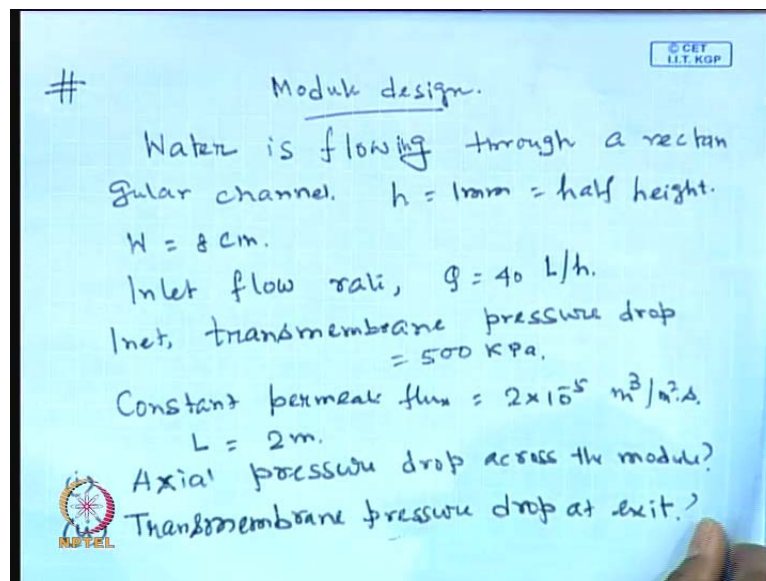 © CET
I.I.T. KGP
# Module design.
Water is flowing through a rectan
gular channel. h = 1mm = half height.
W = 8 cm.
Inlet flow rate, Q = 40 L/h.
Inet, transmembrane pressure drop
= 500 KPa.
Constant permeate flux = 2×10⁻⁵ m³/m².s.
L = 2m.
Axial pressure drop across the module?
Transmembrane pressure drop at exit.?
NPTEL